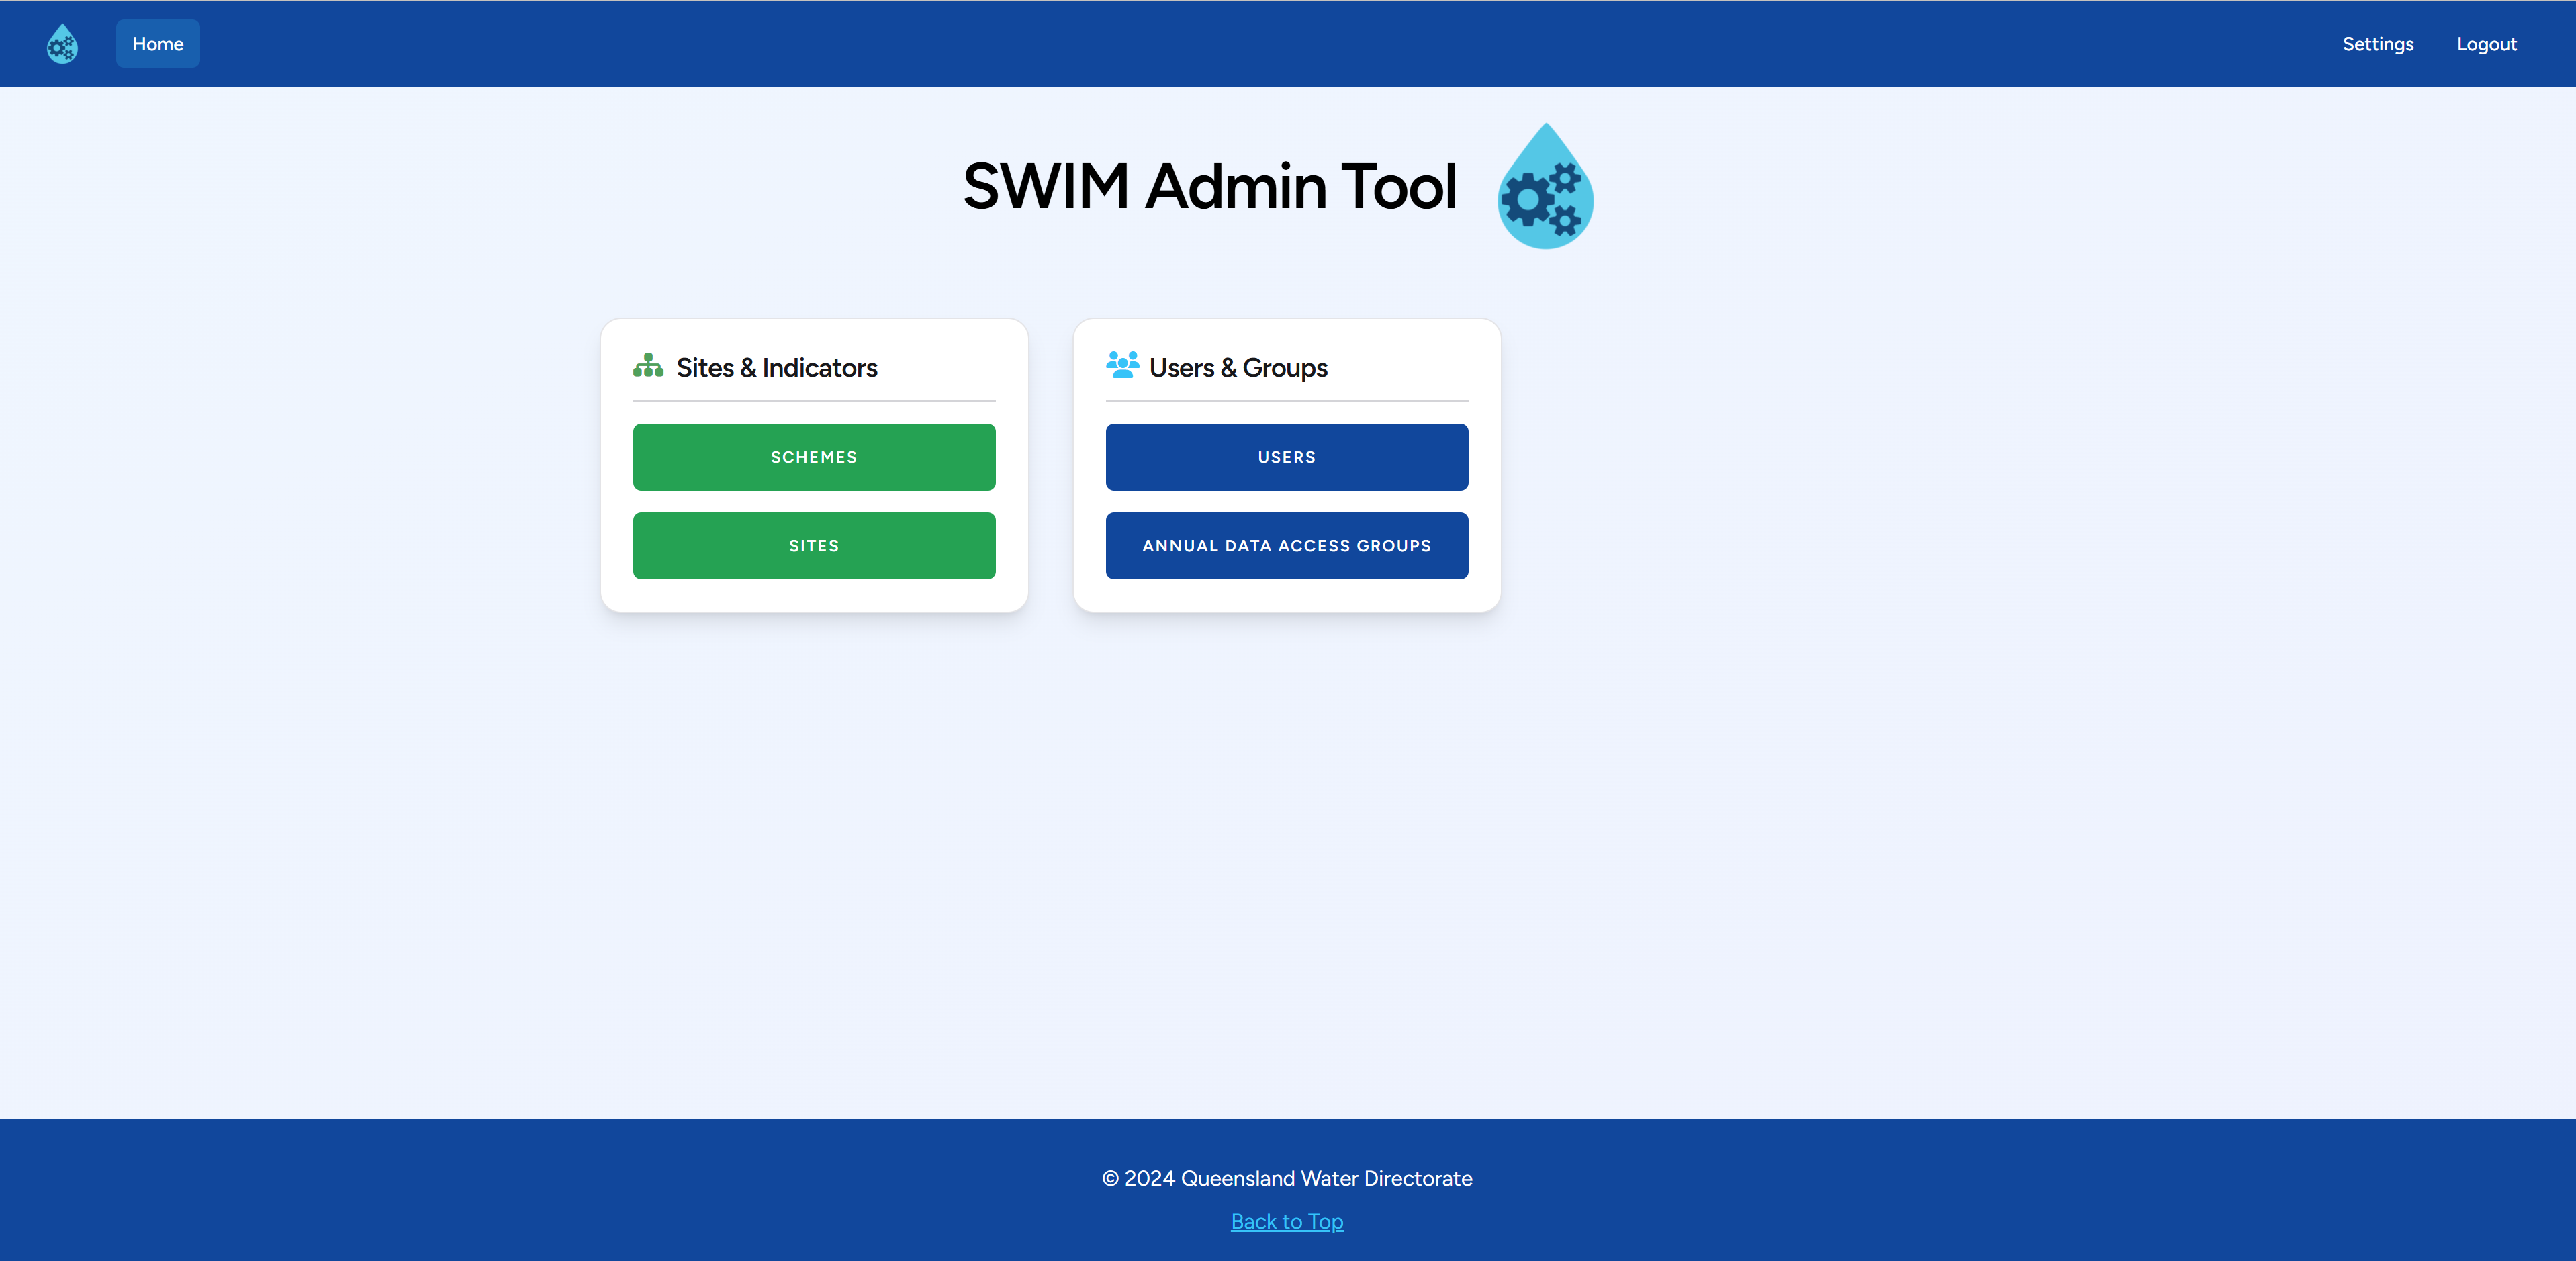 Home
Settings
Logout
SWIM Admin Tool
Sites & Indicators
SCHEMES
SITES
Users & Groups
USERS
ANNUAL DATA ACCESS GROUPS
© 2024 Queensland Water Directorate
Back to Top